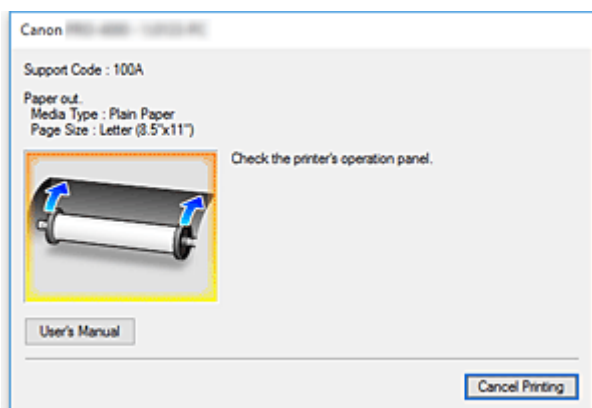 Canon
Support Code : 100A
Paper out.
Media Type : Plain Paper
Page Size : Letter (8.5"x11")
Check the printer's operation panel.
User's Manual
Cancel Printing